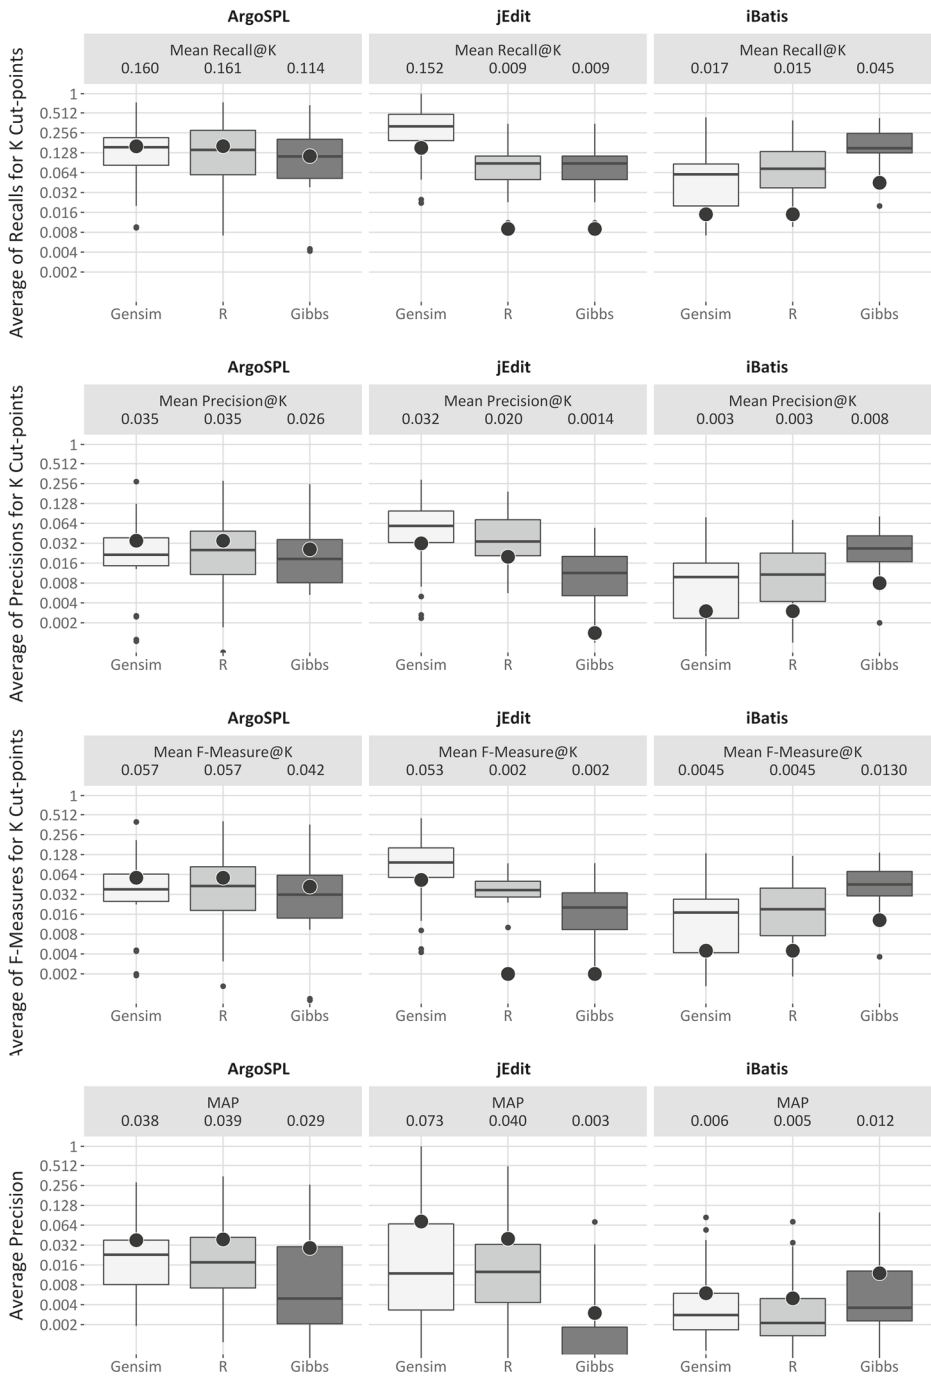 ArgoSPL jEdit iBatis
Mean Recall@K Mean Recall@K Mean Recall@K
0.160 0.161 0.114 0.152 0.009 0.009 0.017 0.015 0.045
Average of Recalls for K Cut-points
1
0.512
0.256
0.128
0.064
0.032
0.016
0.008
0.004
0.002
Gensim R Gibbs Gensim R Gibbs Gensim R Gibbs
ArgoSPL jEdit iBatis
Mean Precision@K Mean Precision@K Mean Precision@K
0.035 0.035 0.026 0.032 0.020 0.0014 0.003 0.003 0.008
Average of Precisions for K Cut-points
1
0.512
0.256
0.128
0.064
0.032
0.016
0.008
0.004
0.002
Gensim R Gibbs Gensim R Gibbs Gensim R Gibbs
ArgoSPL jEdit iBatis
Mean F-Measure@K Mean F-Measure@K Mean F-Measure@K
0.057 0.057 0.042 0.053 0.002 0.002 0.0045 0.0045 0.0130
Average of F-Measures for K Cut-points
1
0.512
0.256
0.128
0.064
0.032
0.016
0.008
0.004
0.002
Gensim R Gibbs Gensim R Gibbs Gensim R Gibbs
ArgoSPL jEdit iBatis
MAP MAP MAP
0.038 0.039 0.029 0.073 0.040 0.003 0.006 0.005 0.012
Average Precision
1
0.512
0.256
0.128
0.064
0.032
0.016
0.008
0.004
0.002
Gensim R Gibbs Gensim R Gibbs Gensim R Gibbs